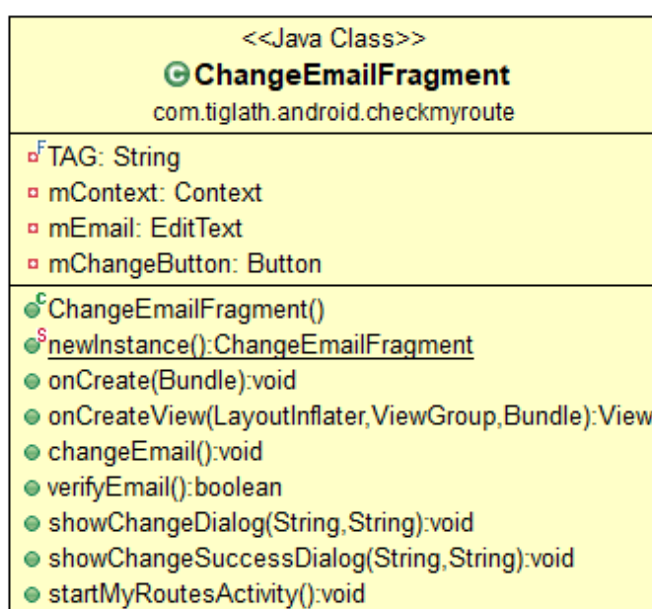 <<Java Class>>
C ChangeEmailFragment
com.tiglath.android.checkmyroute
F TAG: String
mContext: Context
mEmail: EditText
mChangeButton: Button
C ChangeEmailFragment()
S newInstance():ChangeEmailFragment
onCreate(Bundle):void
onCreateView(LayoutInflater,ViewGroup,Bundle):View
changeEmail():void
verifyEmail():boolean
showChangeDialog(String,String):void
showChangeSuccessDialog(String,String):void
startMyRoutesActivity():void